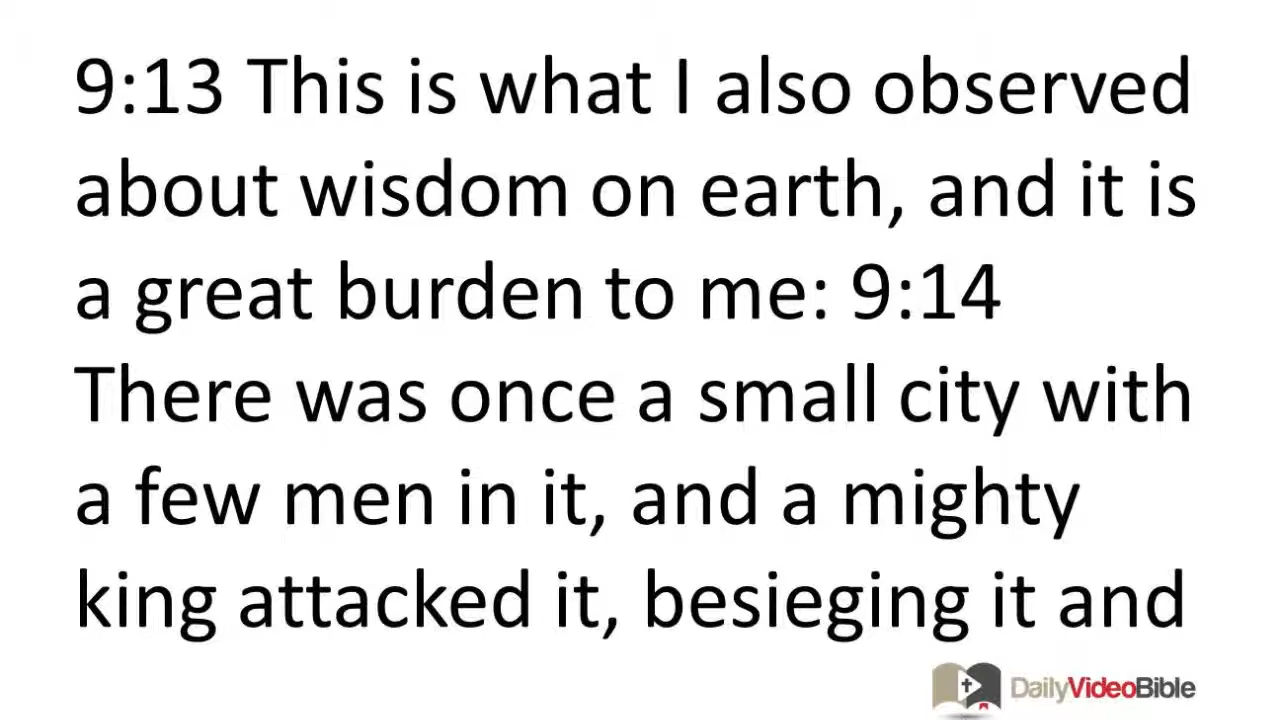 9:13 This is what I also observed
about wisdom on earth, and it is
a great burden to me: 9:14
There was once a small city with
a few men in it, and a mighty
king attacked it, besieging it and
DailyVideoBible